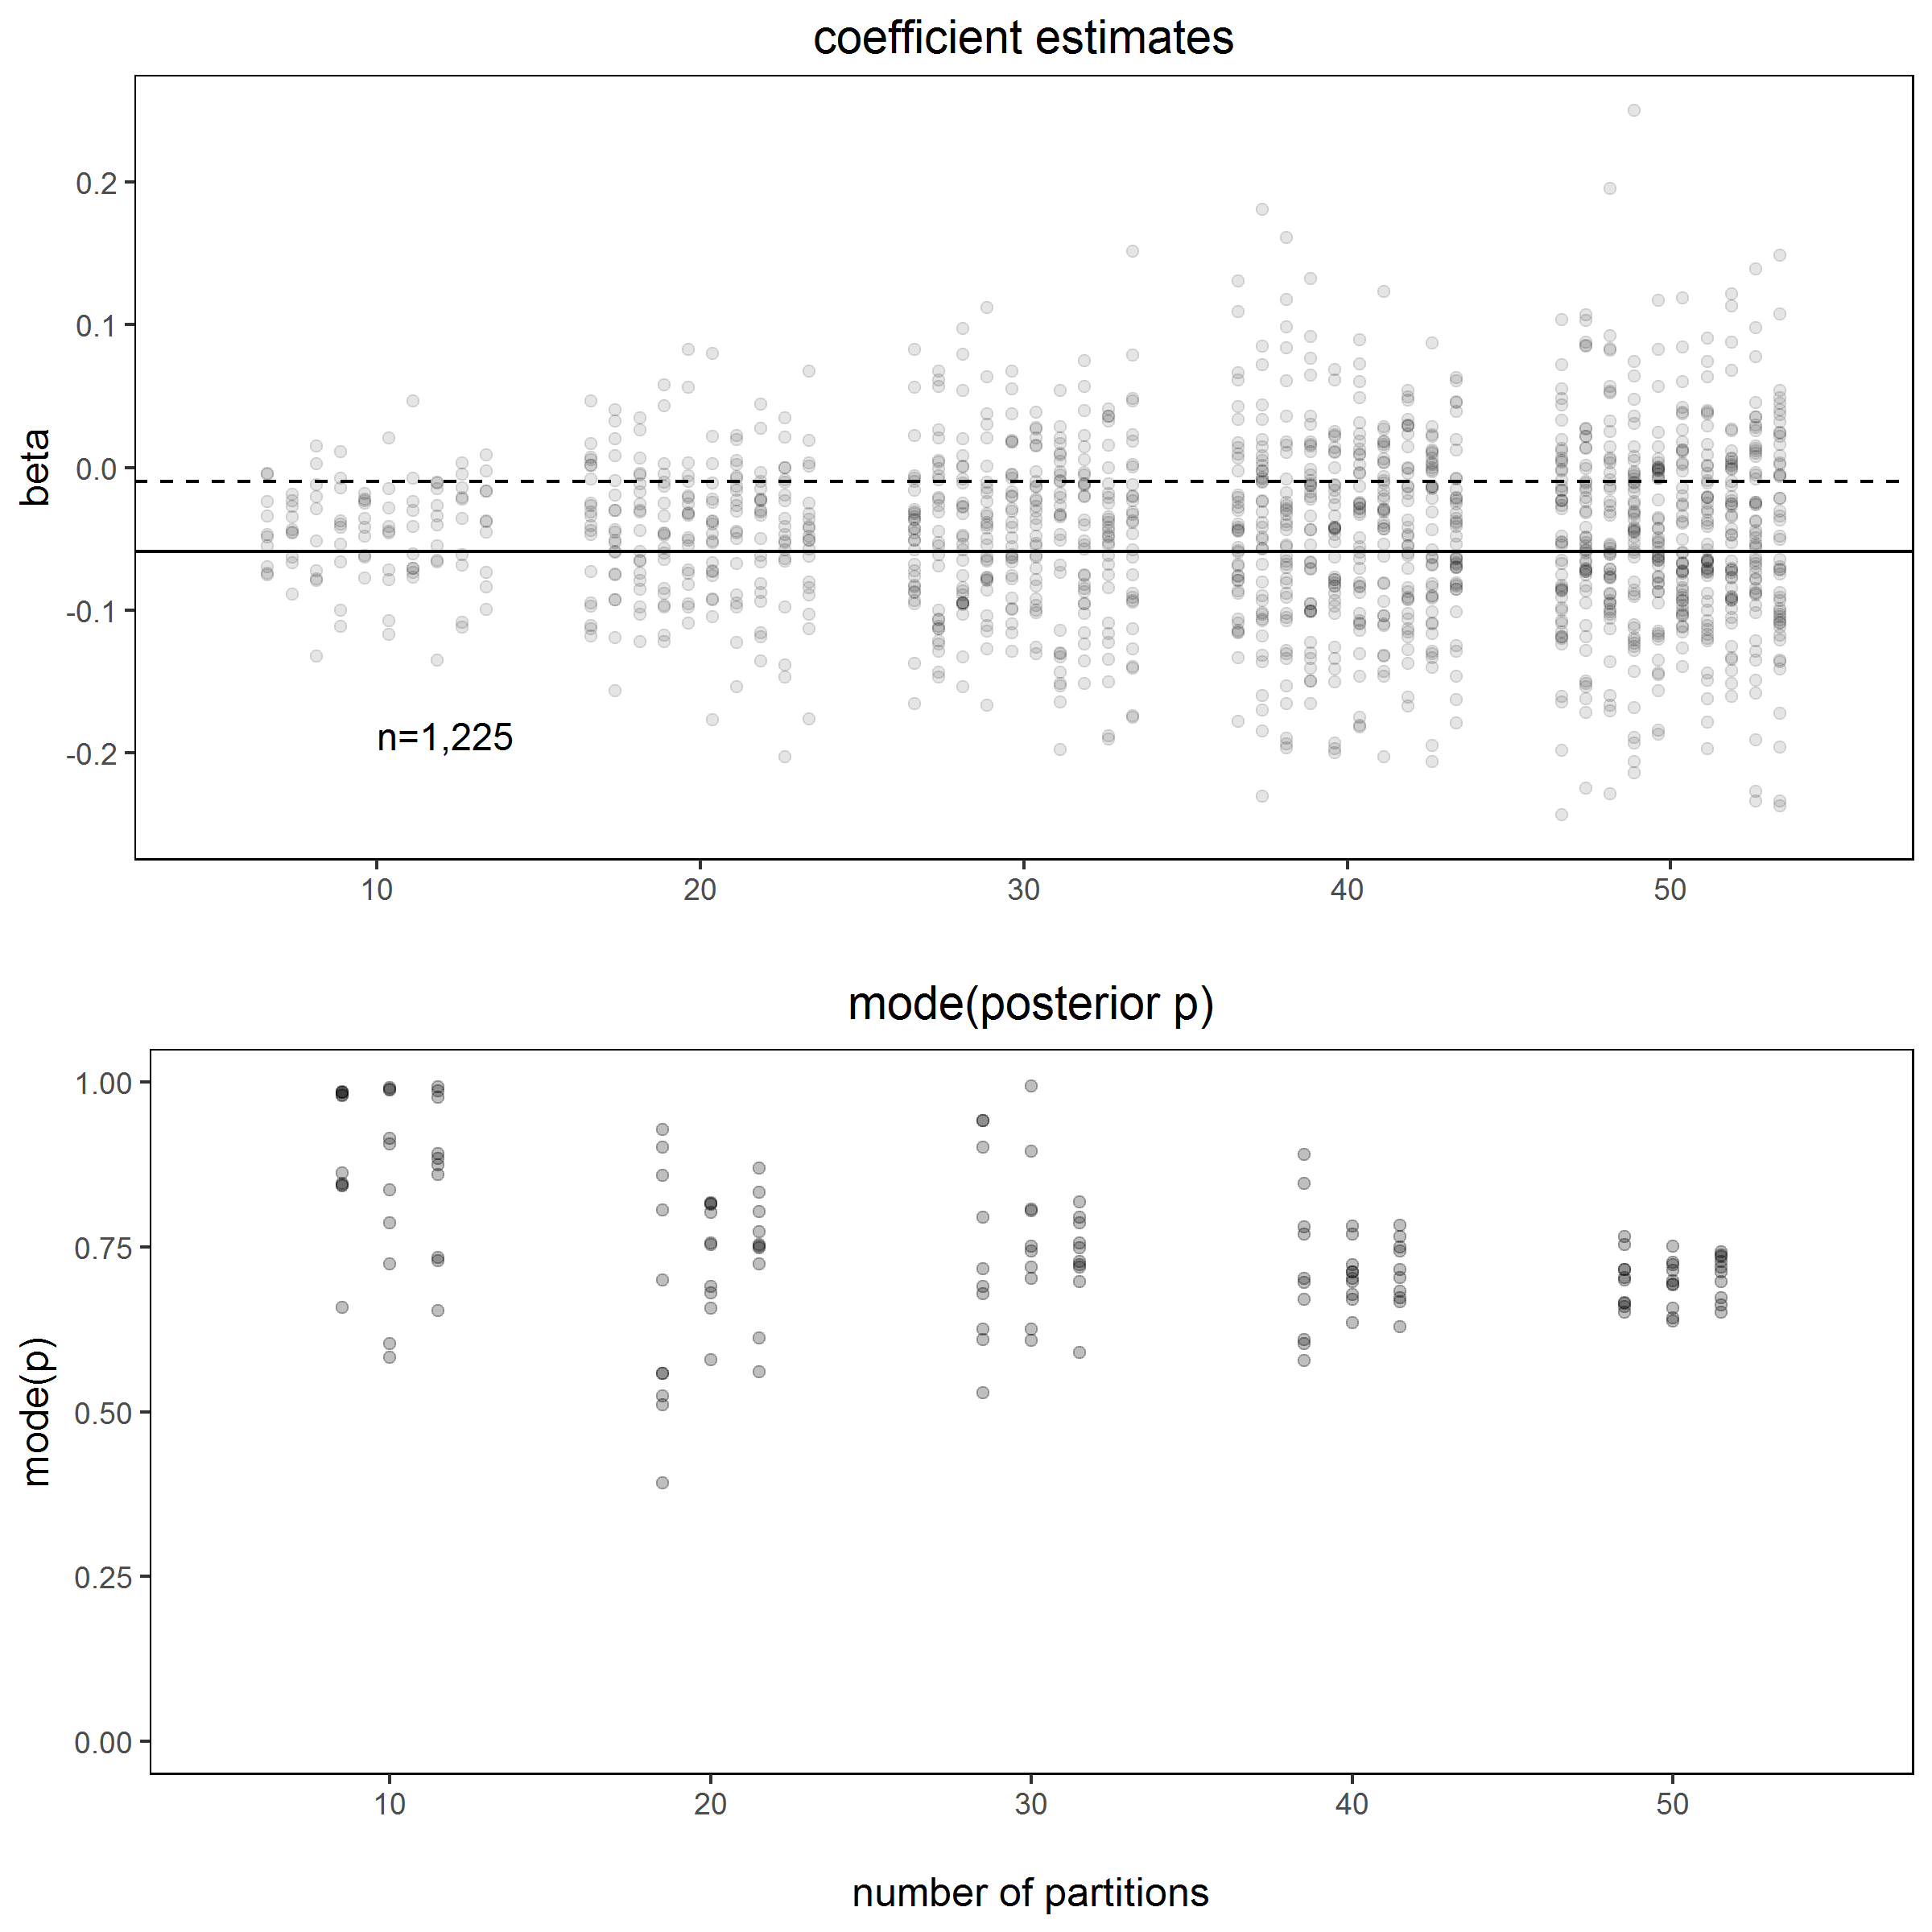 coefficient estimates
0.2
0.1
0.0
-0.1
-0.2
beta
n=1,225
10 20 30 40 50
mode(posterior p)
1.00
0.75
0.50
0.25
0.00
mode(p)
10 20 30 40 50
number of partitions